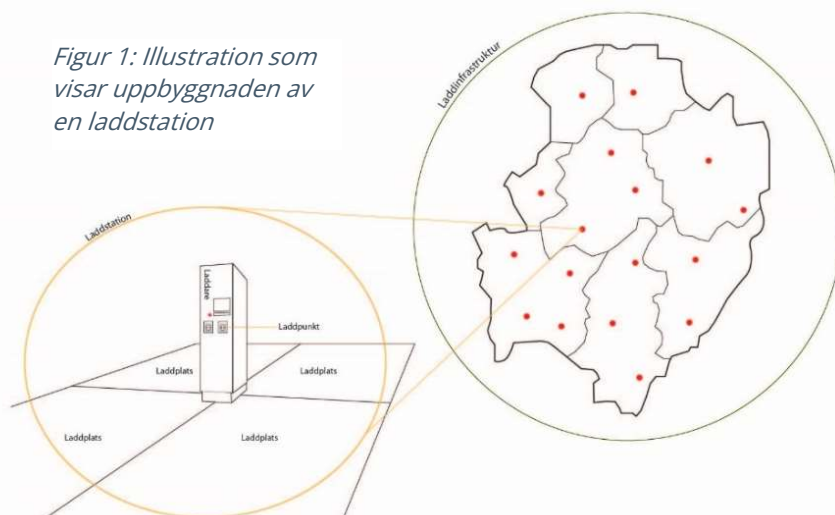 Figur 1: Illustration som
visar uppbyggnaden av
en laddstation
Laddinfrastruktur
Laddstation
Laddare
Laddpunkt
Laddplats
Laddplats
Laddplats
Laddplats